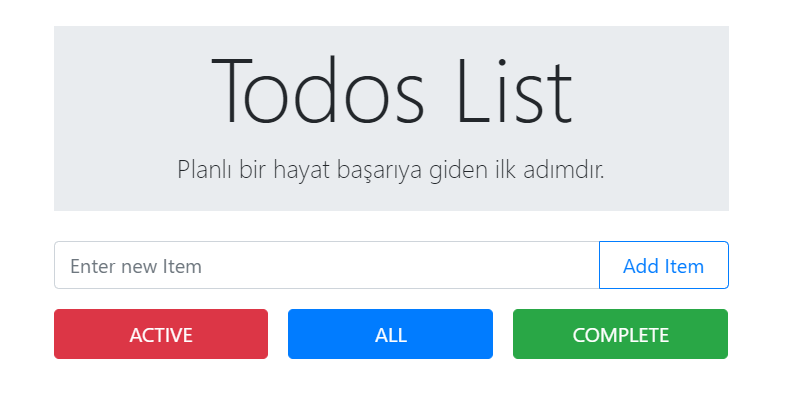 Todos List
Planlı bir hayat başarıya giden ilk adımdır.
Enter new Item
Add Item
ACTIVE
ALL
COMPLETE